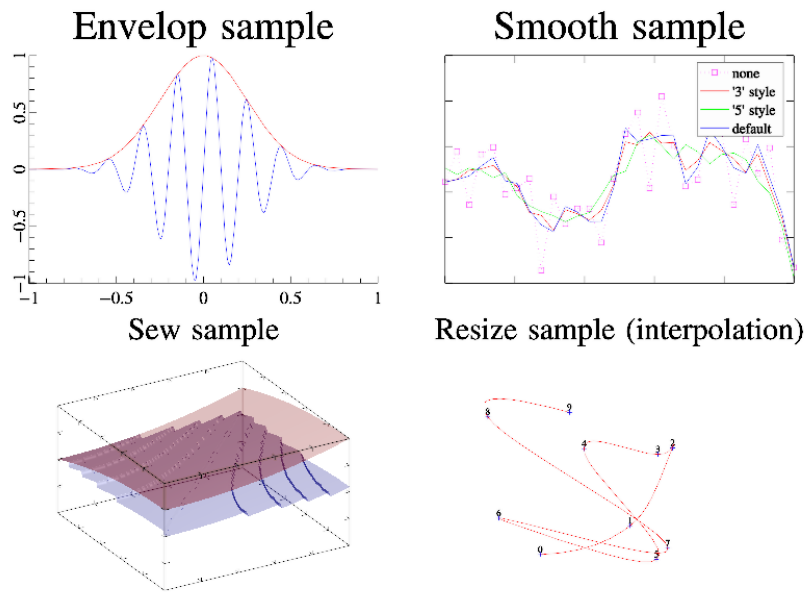 Envelop sample
Smooth sample
1
0.5
0
−0.5
−1
−1
−0.5
0
0.5
1
none
'3' style
'5' style
default
Sew sample
Resize sample (interpolation)
0
1
2
3
4
5
6
7
8
9